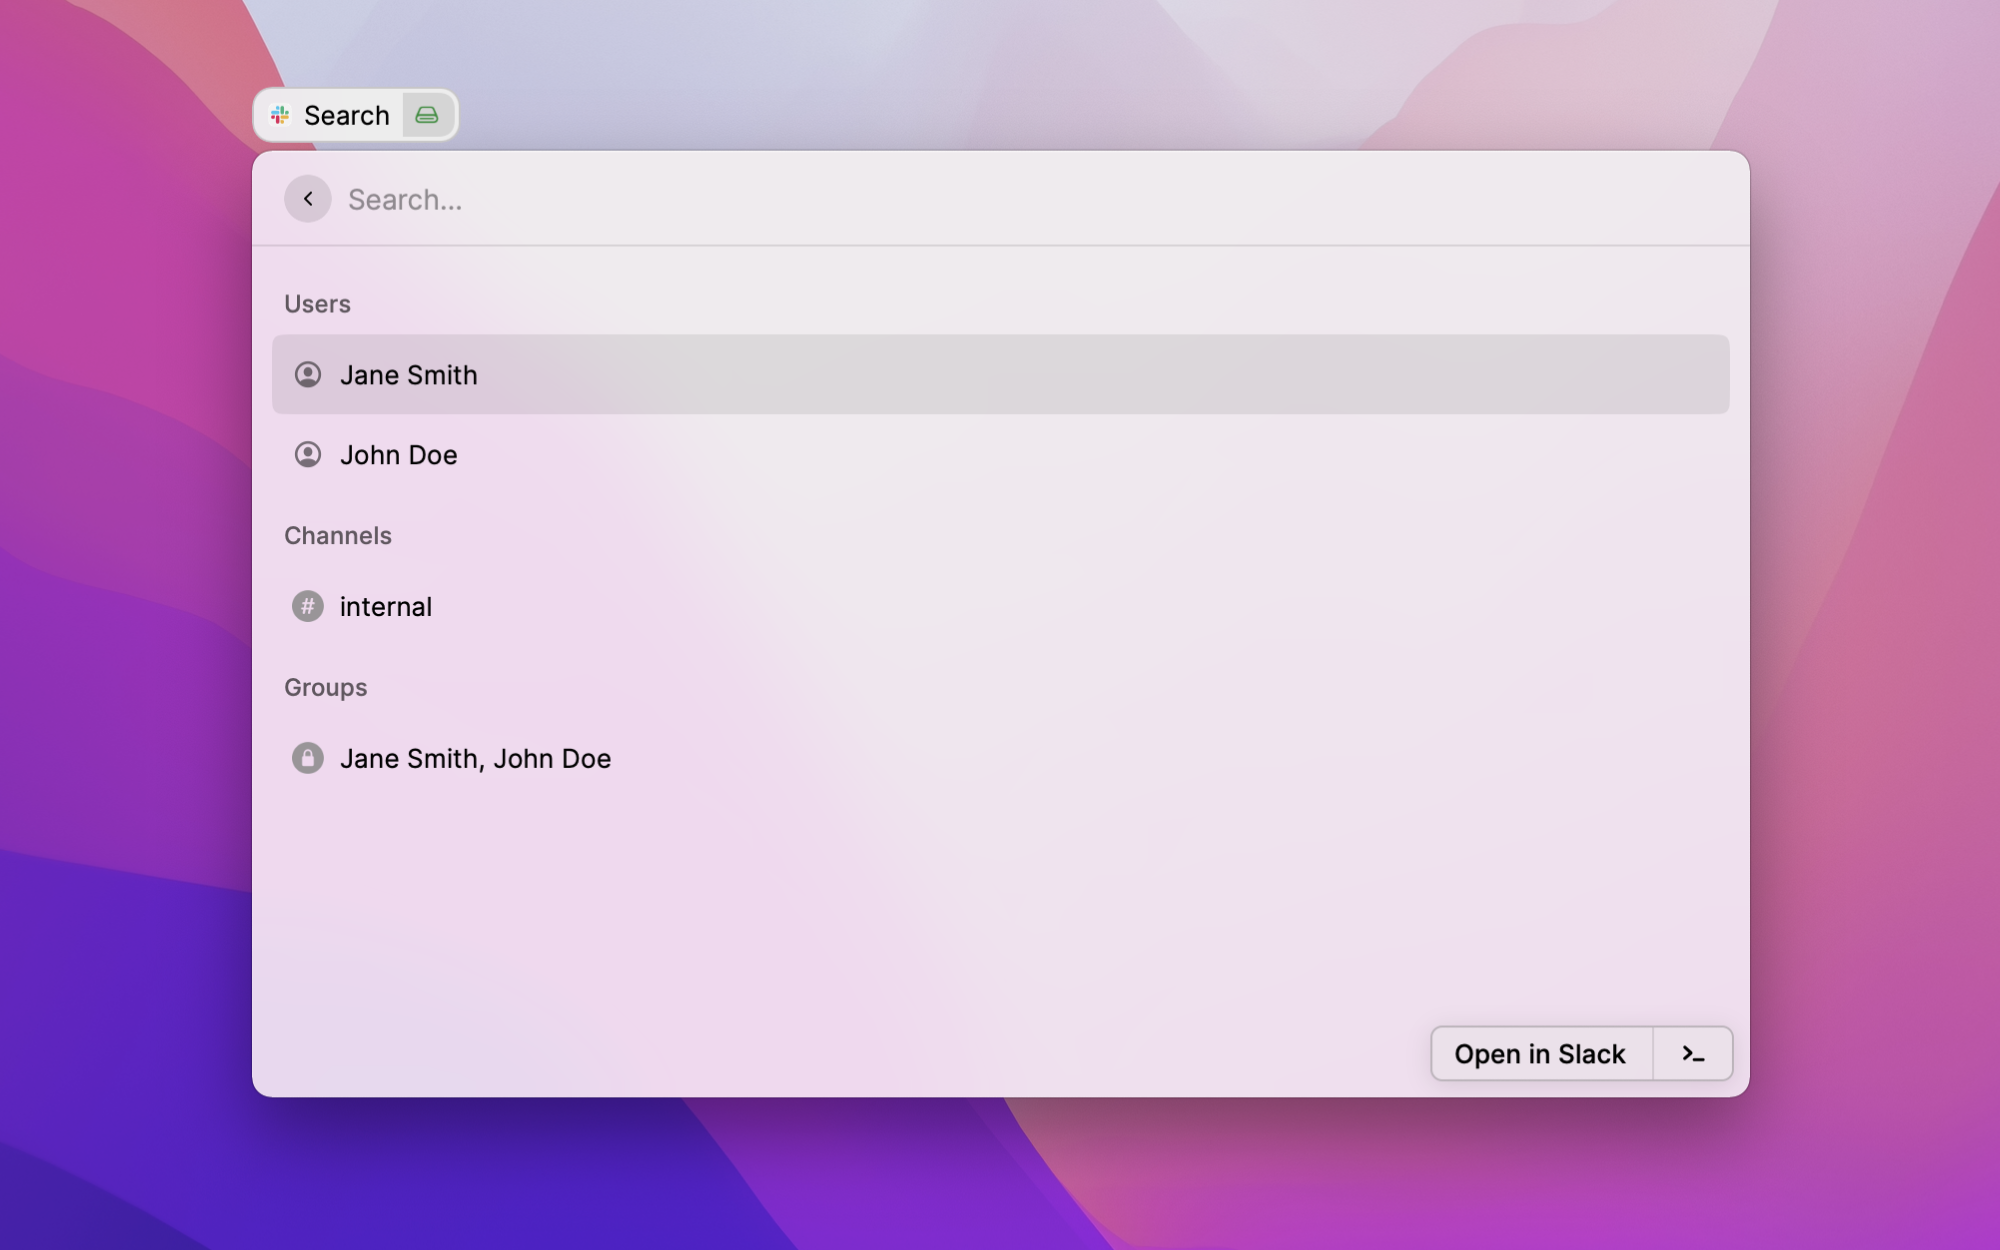 Search
Search...
Users
Jane Smith
John Doe
Channels
# internal
Groups
Jane Smith, John Doe
Open in Slack >_